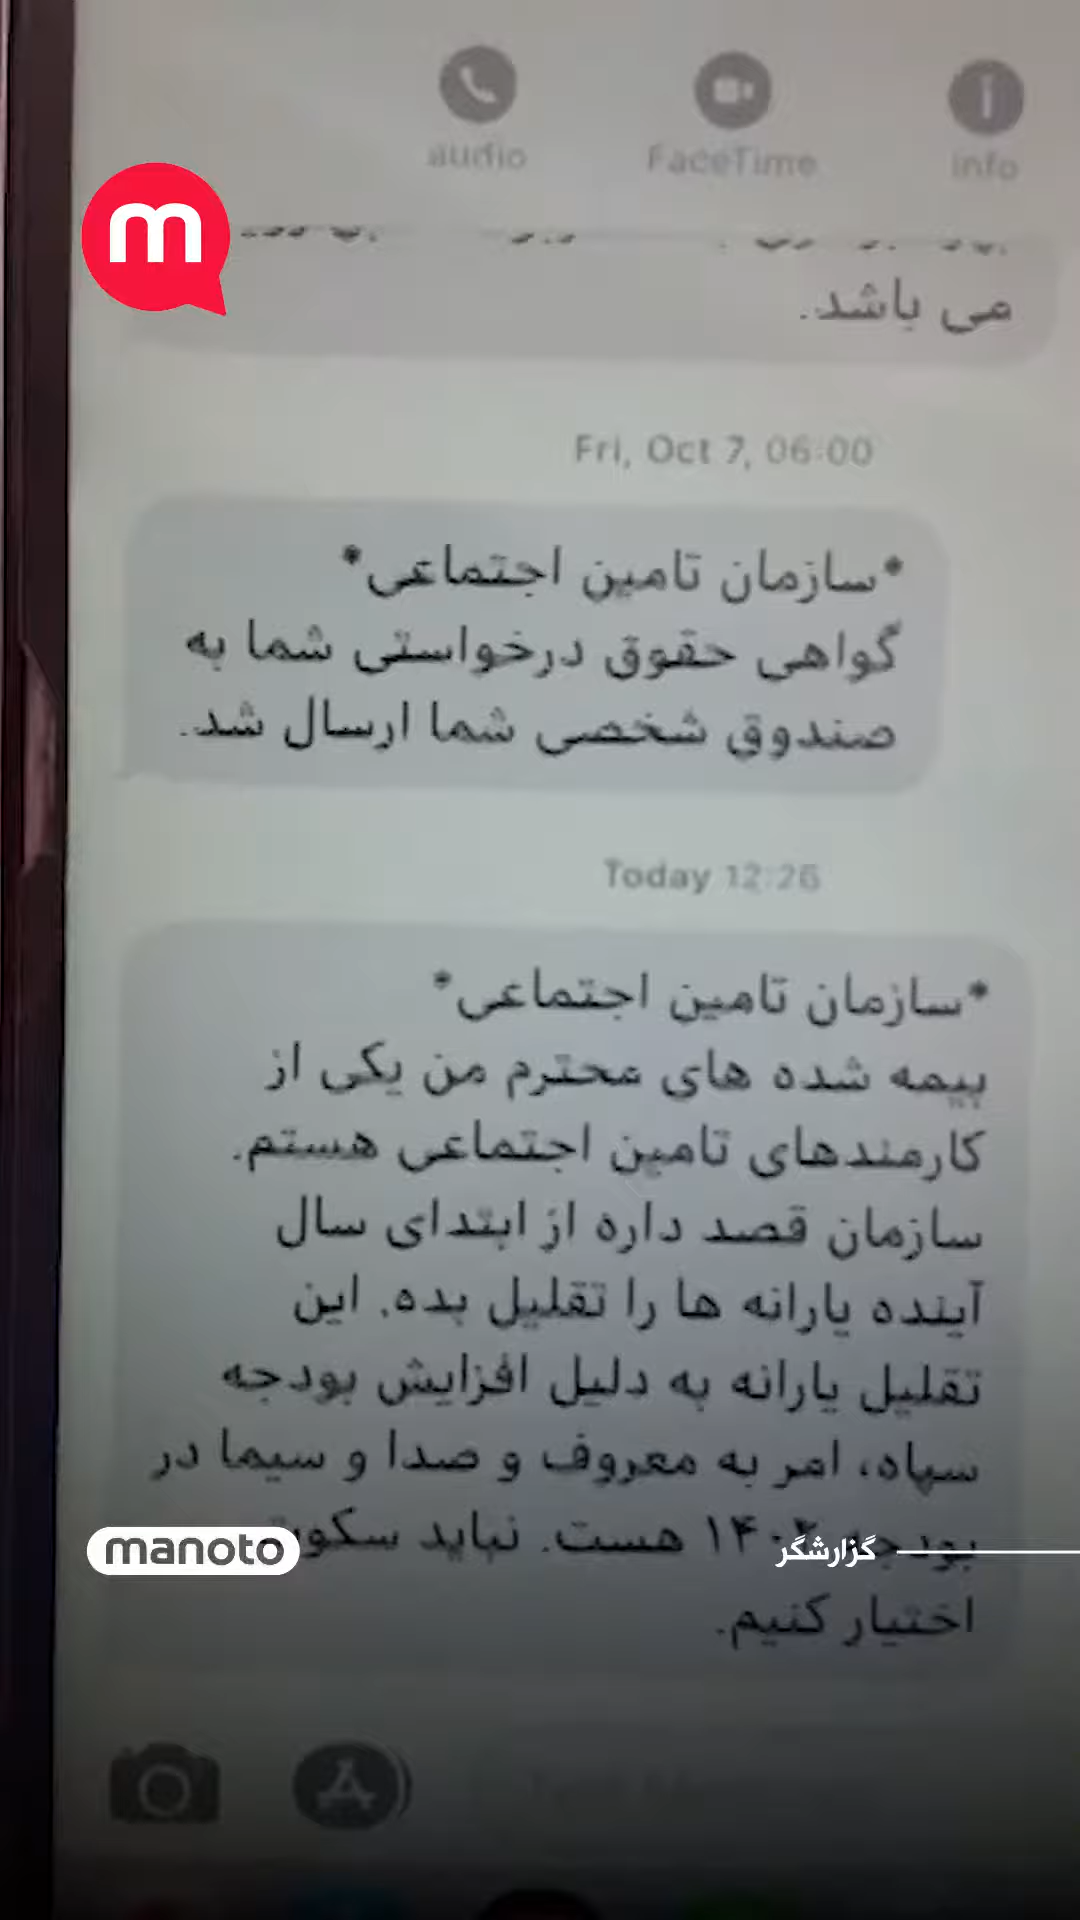 audio
FaceTime
info
m
می باشد.
Fri, Oct 7, 06:00
*سازمان تامین اجتماعی*
گواهی حقوق درخواستی شما به
صندوق شخصی شما ارسال شد.
Today 12:26
*سازمان تامین اجتماعی*
بیمه شده های محترم من یکی از
کارمندهای تامین اجتماعی هستم.
سازمان قصد داره از ابتدای سال
آینده یارانه ها را تقلیل بده. این
تقلیل یارانه به دلیل افزایش بودجه
سپاه، امر به معروف و صدا و سیما در
بودجه هست. نباید سکوت
اختیار کنیم.
manoto
گزارشگر